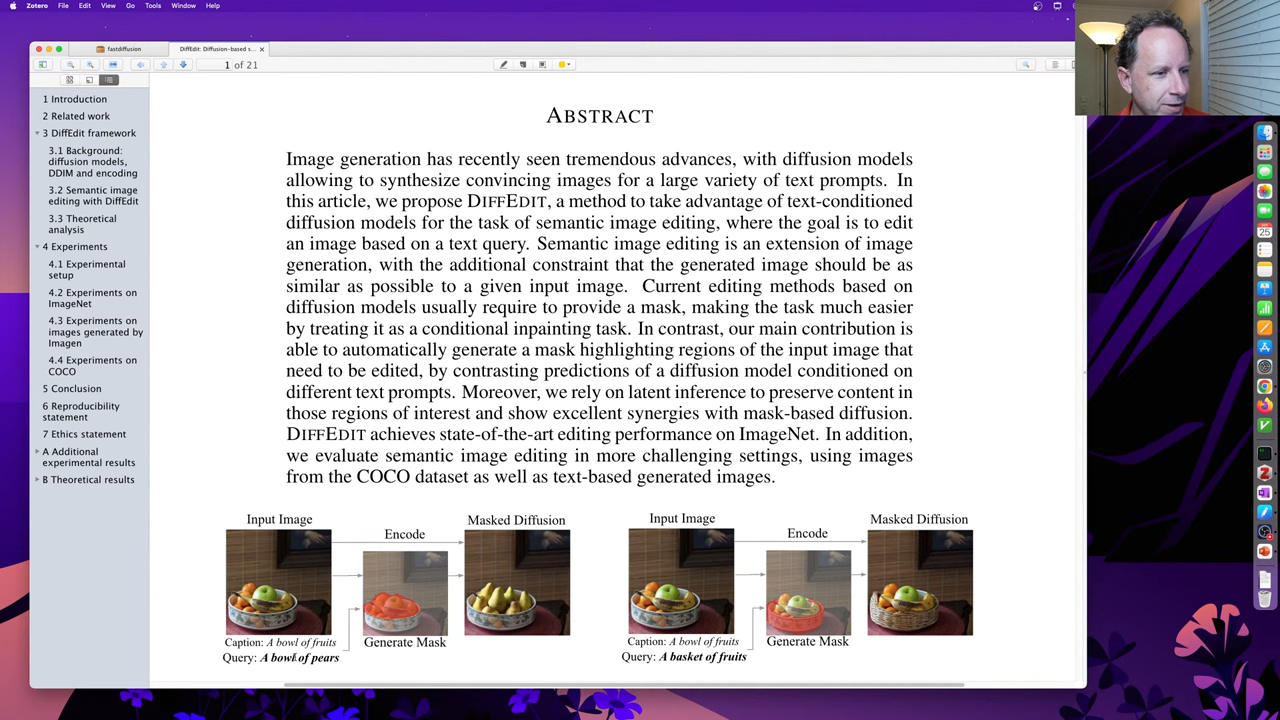 Zotero File Edit View Go Tools Window Help
fastdiffusion
DiffEdit: Diffusion-based s...
1 of 21
1 Introduction
2 Related work
3 DiffEdit framework
3.1 Background:
diffusion models,
DDIM and encoding
3.2 Semantic image
editing with DiffEdit
3.3 Theoretical
analysis
4 Experiments
4.1 Experimental
setup
4.2 Experiments on
ImageNet
4.3 Experiments on
images generated by
Imagen
4.4 Experiments on
COCO
5 Conclusion
6 Reproducibility
statement
7 Ethics statement
A Additional
experimental results
B Theoretical results
ABSTRACT
Image generation has recently seen tremendous advances, with diffusion models
allowing to synthesize convincing images for a large variety of text prompts. In
this article, we propose DIFFEDIT, a method to take advantage of text-conditioned
diffusion models for the task of semantic image editing, where the goal is to edit
an image based on a text query. Semantic image editing is an extension of image
generation, with the additional constraint that the generated image should be as
similar as possible to a given input image. Current editing methods based on
diffusion models usually require to provide a mask, making the task much easier
by treating it as a conditional inpainting task. In contrast, our main contribution is
able to automatically generate a mask highlighting regions of the input image that
need to be edited, by contrasting predictions of a diffusion model conditioned on
different text prompts. Moreover, we rely on latent inference to preserve content in
those regions of interest and show excellent synergies with mask-based diffusion.
DIFFEDIT achieves state-of-the-art editing performance on ImageNet. In addition,
we evaluate semantic image editing in more challenging settings, using images
from the COCO dataset as well as text-based generated images.
Input Image
Encode
Masked Diffusion
Generate Mask
Caption: A bowl of fruits
Query: A bowl of pears
Input Image
Encode
Masked Diffusion
Generate Mask
Caption: A bowl of fruits
Query: A basket of fruits
25